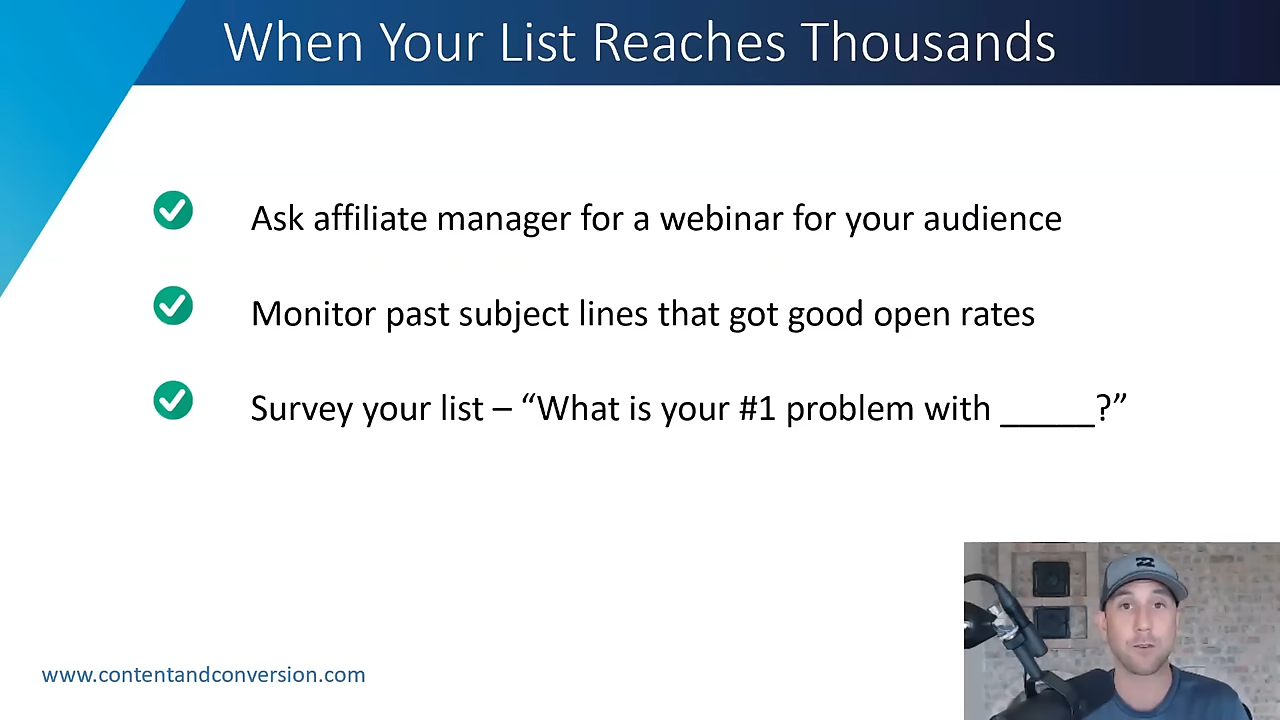 When Your List Reaches Thousands
Ask affiliate manager for a webinar for your audience
Monitor past subject lines that got good open rates
Survey your list – “What is your #1 problem with _____?”
www.contentandconversion.com